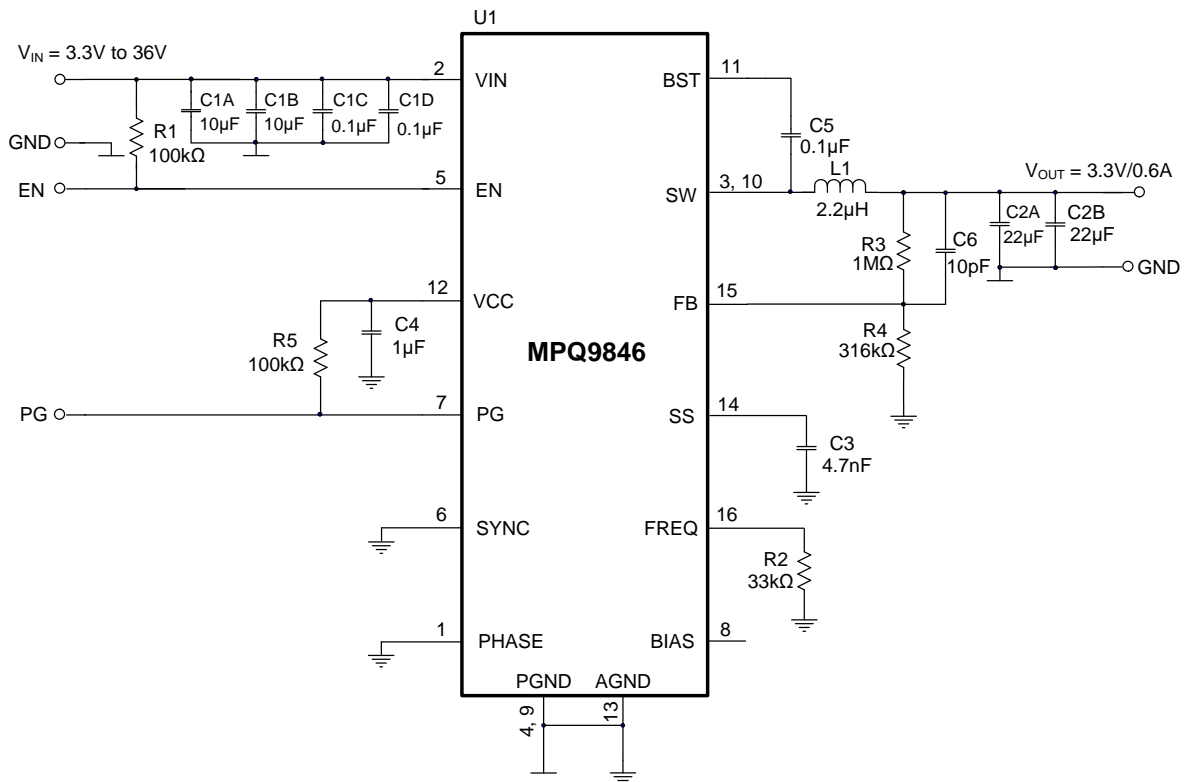 U1
V_IN = 3.3V to 36V
2
VIN
BST
11
C1A
10µF
C1B
10µF
C1C
0.1µF
C1D
0.1µF
GND
R1
100kΩ
C5
0.1µF
EN
5
EN
SW
3, 10
L1
2.2µH
V_OUT = 3.3V/0.6A
C2A
22µF
C2B
22µF
R3
1MΩ
C6
10pF
GND
12
VCC
FB
15
R5
100kΩ
C4
1µF
MPQ9846
R4
316kΩ
PG
7
PG
SS
14
C3
4.7nF
6
SYNC
FREQ
16
R2
33kΩ
1
PHASE
BIAS
8
PGND
AGND
4, 9
13